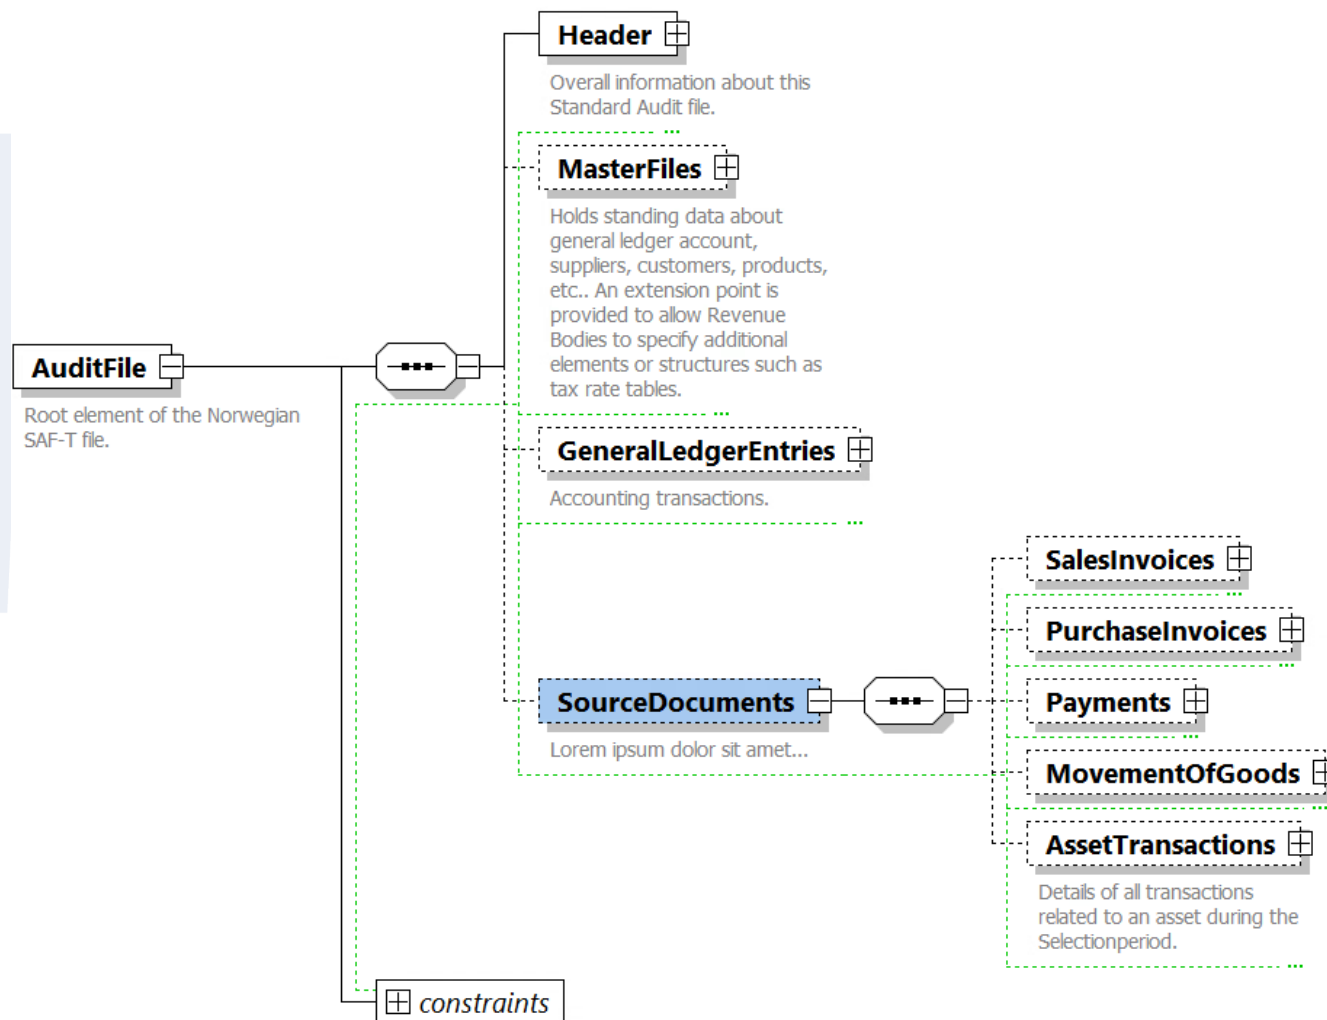 Header
Overall information about this
Standard Audit file.
MasterFiles
Holds standing data about
general ledger account,
suppliers, customers, products,
etc.. An extension point is
provided to allow Revenue
Bodies to specify additional
elements or structures such as
tax rate tables.
AuditFile
Root element of the Norwegian
SAF-T file.
GeneralLedgerEntries
Accounting transactions.
SourceDocuments
Lorem ipsum dolor sit amet...
SalesInvoices
PurchaseInvoices
Payments
MovementOfGoods
AssetTransactions
Details of all transactions
related to an asset during the
Selectionperiod.
constraints